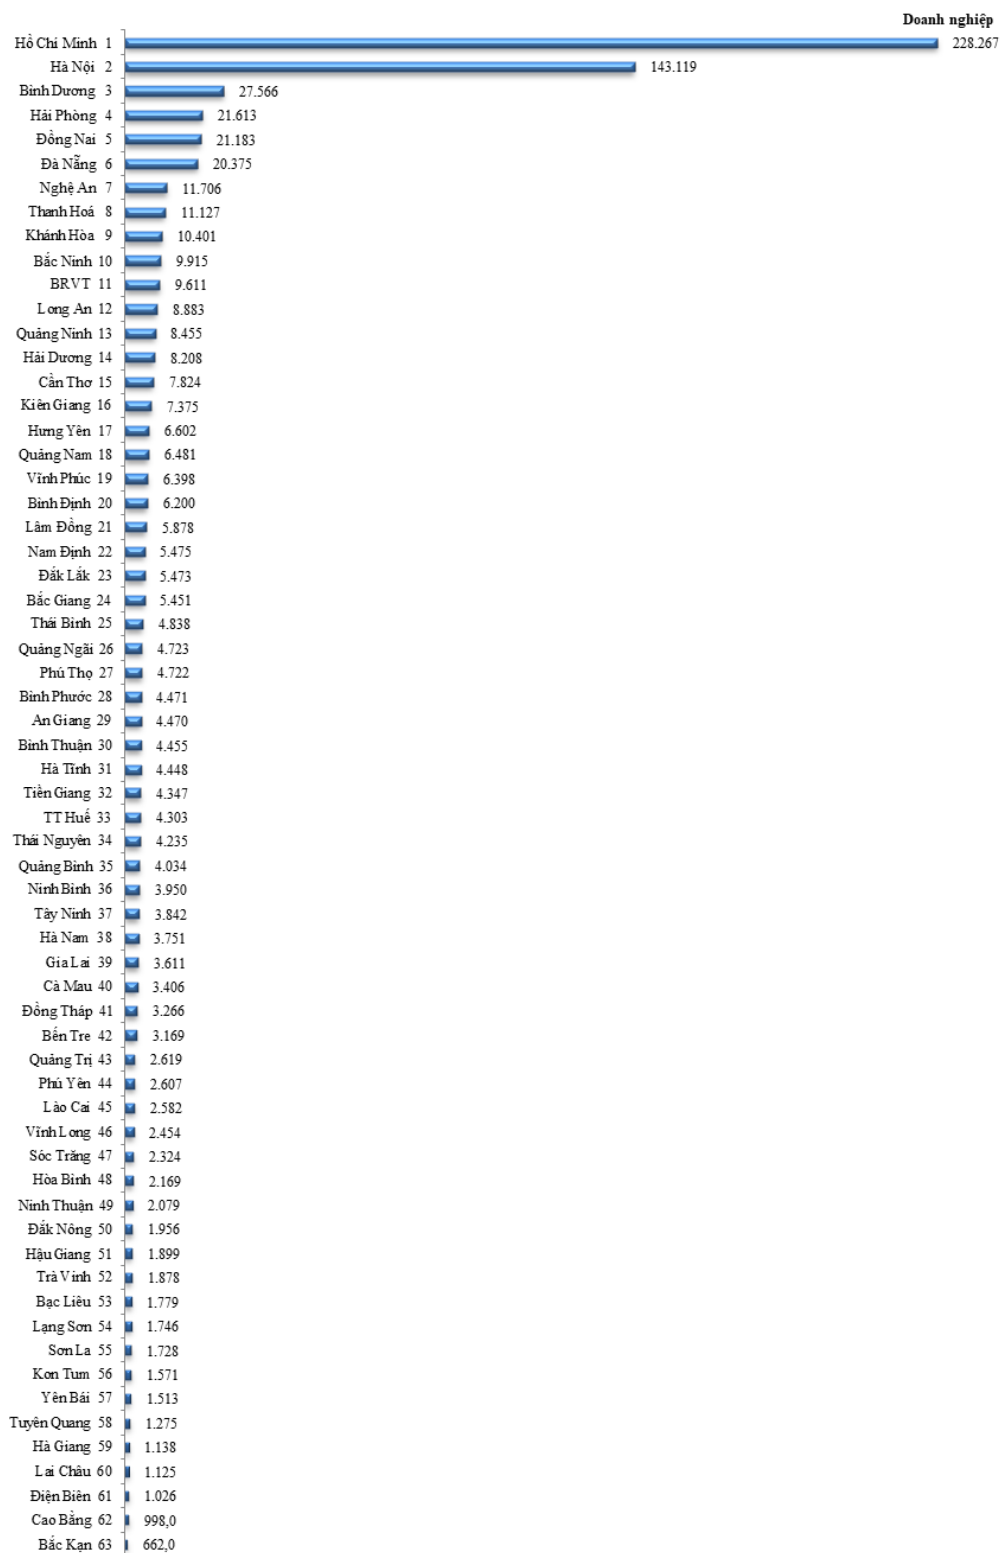 Doanh nghiệp
Hồ Chí Minh 1 228.267
Hà Nội 2 143.119
Bình Dương 3 27.566
Hải Phòng 4 21.613
Đồng Nai 5 21.183
Đà Nẵng 6 20.375
Nghệ An 7 11.706
Thanh Hoá 8 11.127
Khánh Hòa 9 10.401
Bắc Ninh 10 9.915
BRVT 11 9.611
Long An 12 8.883
Quảng Ninh 13 8.455
Hải Dương 14 8.208
Cần Thơ 15 7.824
Kiên Giang 16 7.375
Hưng Yên 17 6.602
Quảng Nam 18 6.481
Vĩnh Phúc 19 6.398
Bình Định 20 6.200
Lâm Đồng 21 5.878
Nam Định 22 5.475
Đắk Lắk 23 5.473
Bắc Giang 24 5.451
Thái Bình 25 4.838
Quảng Ngãi 26 4.723
Phú Thọ 27 4.722
Bình Phước 28 4.471
An Giang 29 4.470
Bình Thuận 30 4.455
Hà Tĩnh 31 4.448
Tiền Giang 32 4.347
TT Huế 33 4.303
Thái Nguyên 34 4.235
Quảng Bình 35 4.034
Ninh Bình 36 3.950
Tây Ninh 37 3.842
Hà Nam 38 3.751
Gia Lai 39 3.611
Cà Mau 40 3.406
Đồng Tháp 41 3.266
Bến Tre 42 3.169
Quảng Trị 43 2.619
Phú Yên 44 2.607
Lào Cai 45 2.582
Vĩnh Long 46 2.454
Sóc Trăng 47 2.324
Hòa Bình 48 2.169
Ninh Thuận 49 2.079
Đắk Nông 50 1.956
Hậu Giang 51 1.899
Trà Vinh 52 1.878
Bạc Liêu 53 1.779
Lạng Sơn 54 1.746
Sơn La 55 1.728
Kon Tum 56 1.571
Yên Bái 57 1.513
Tuyên Quang 58 1.275
Hà Giang 59 1.138
Lai Châu 60 1.125
Điện Biên 61 1.026
Cao Bằng 62 998,0
Bắc Kạn 63 662,0